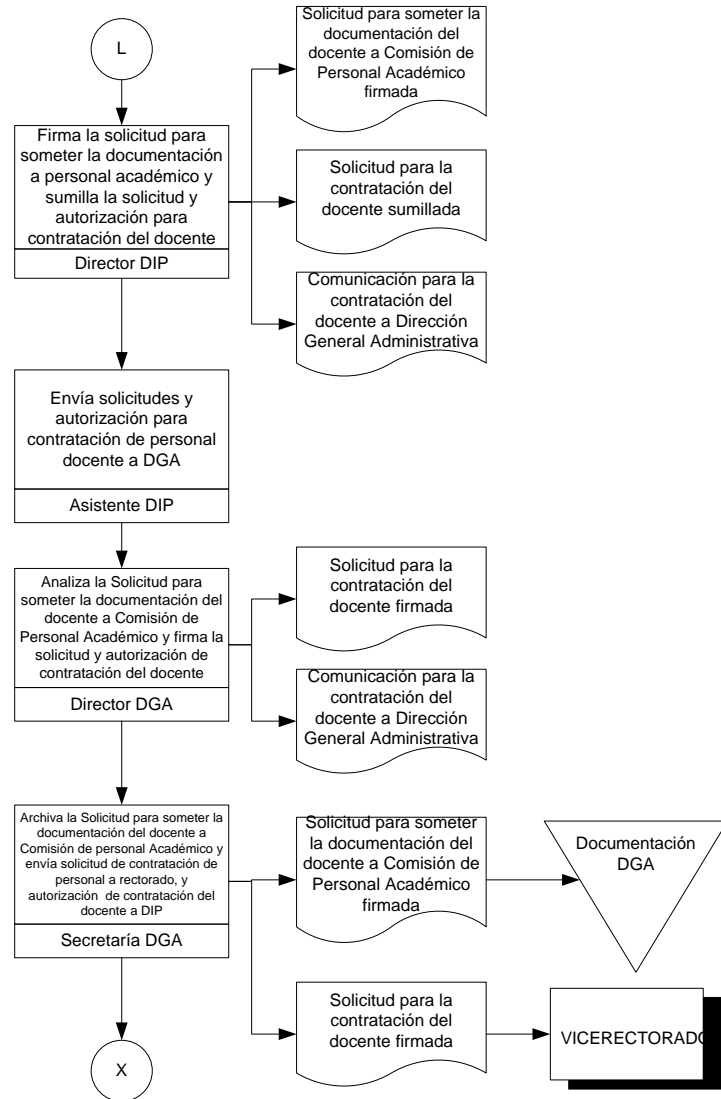 L
Solicitud para someter la
documentación del
docente a Comisión de
Personal Académico
firmada
Firma la solicitud para
someter la documentación
a personal académico y
sumilla la solicitud y
autorización para
contratación del docente
Director DIP
Solicitud para la
contratación del
docente sumillada
Comunicación para la
contratación del
docente a Dirección
General Administrativa
Envía solicitudes y
autorización para
contratación de personal
docente a DGA
Asistente DIP
Analiza la Solicitud para
someter la documentación del
docente a Comisión de
Personal Académico y firma la
solicitud y autorización de
contratación del docente
Director DGA
Solicitud para la
contratación del
docente firmada
Comunicación para la
contratación del
docente a Dirección
General Administrativa
Archiva la Solicitud para someter la
documentación del docente a
Comisión de personal Académico y
envía solicitud de contratación de
personal a rectorado, y
autorización de contratación del
docente a DIP
Secretaría DGA
Solicitud para someter
la documentación del
docente a Comisión de
Personal Académico
firmada
Documentación
DGA
Solicitud para la
contratación del
docente firmada
VICERECTORADO
X